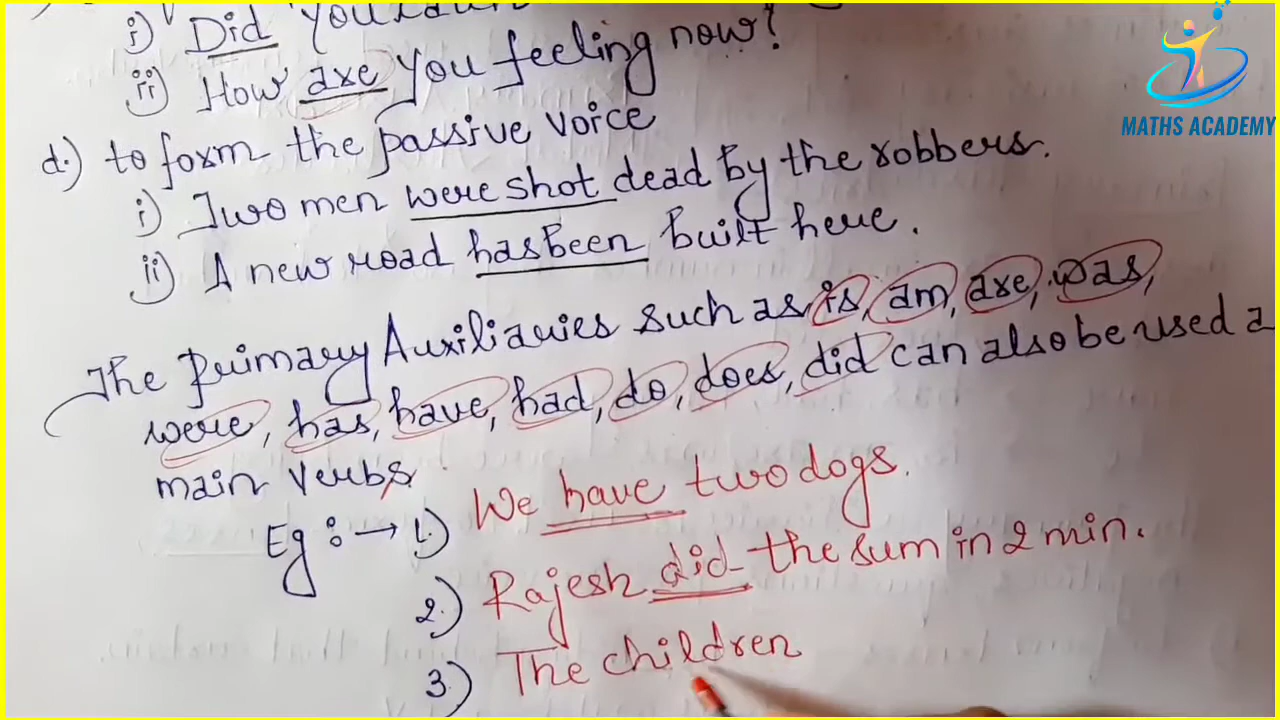 i) Did you
ii) How are you feeling now?
d.) to form the passive voice
i) Two men were shot dead by the robbers.
ii) A new road has been built here.
The primary Auxiliaries such as is, am, are, was,
were, has, have, had, do, does, did can also be used a
main verbs
Eg :→ 1.) We have two dogs.
2.) Rajesh did the sum in 2 min.
3.) The children
MATHS ACADEMY